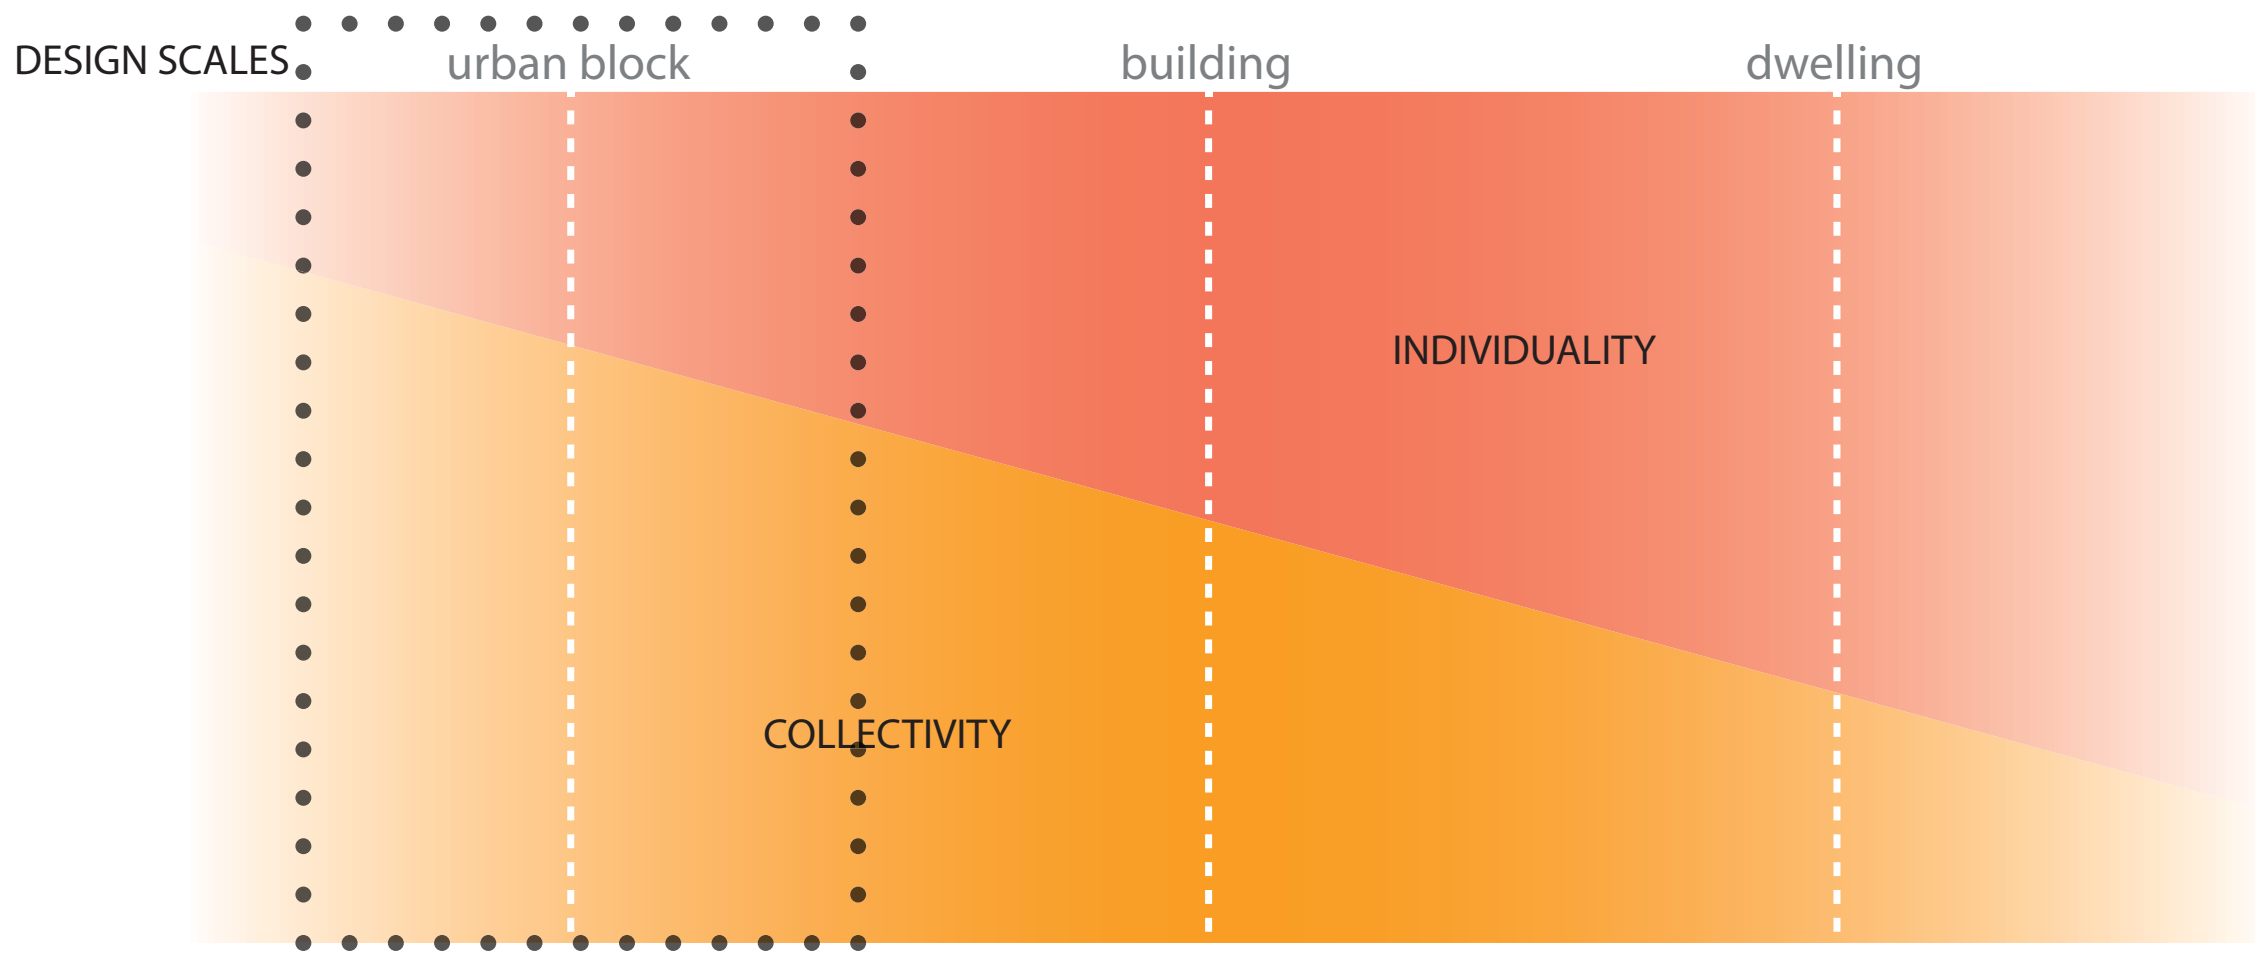 DESIGN SCALES
urban block
building
dwelling
INDIVIDUALITY
COLLECTIVITY